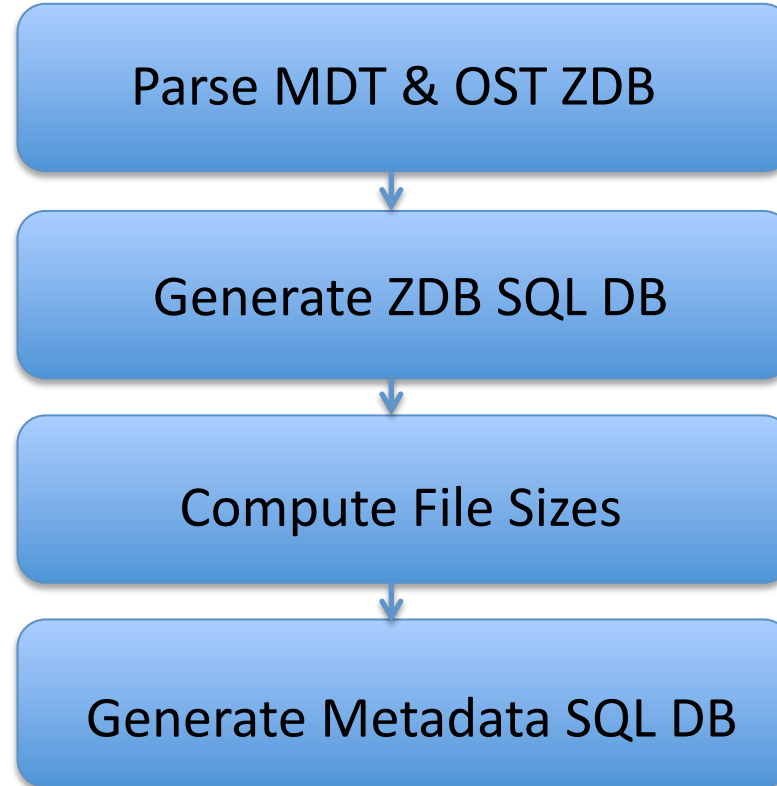 Parse MDT & OST ZDB
Generate ZDB SQL DB
Compute File Sizes
Generate Metadata SQL DB